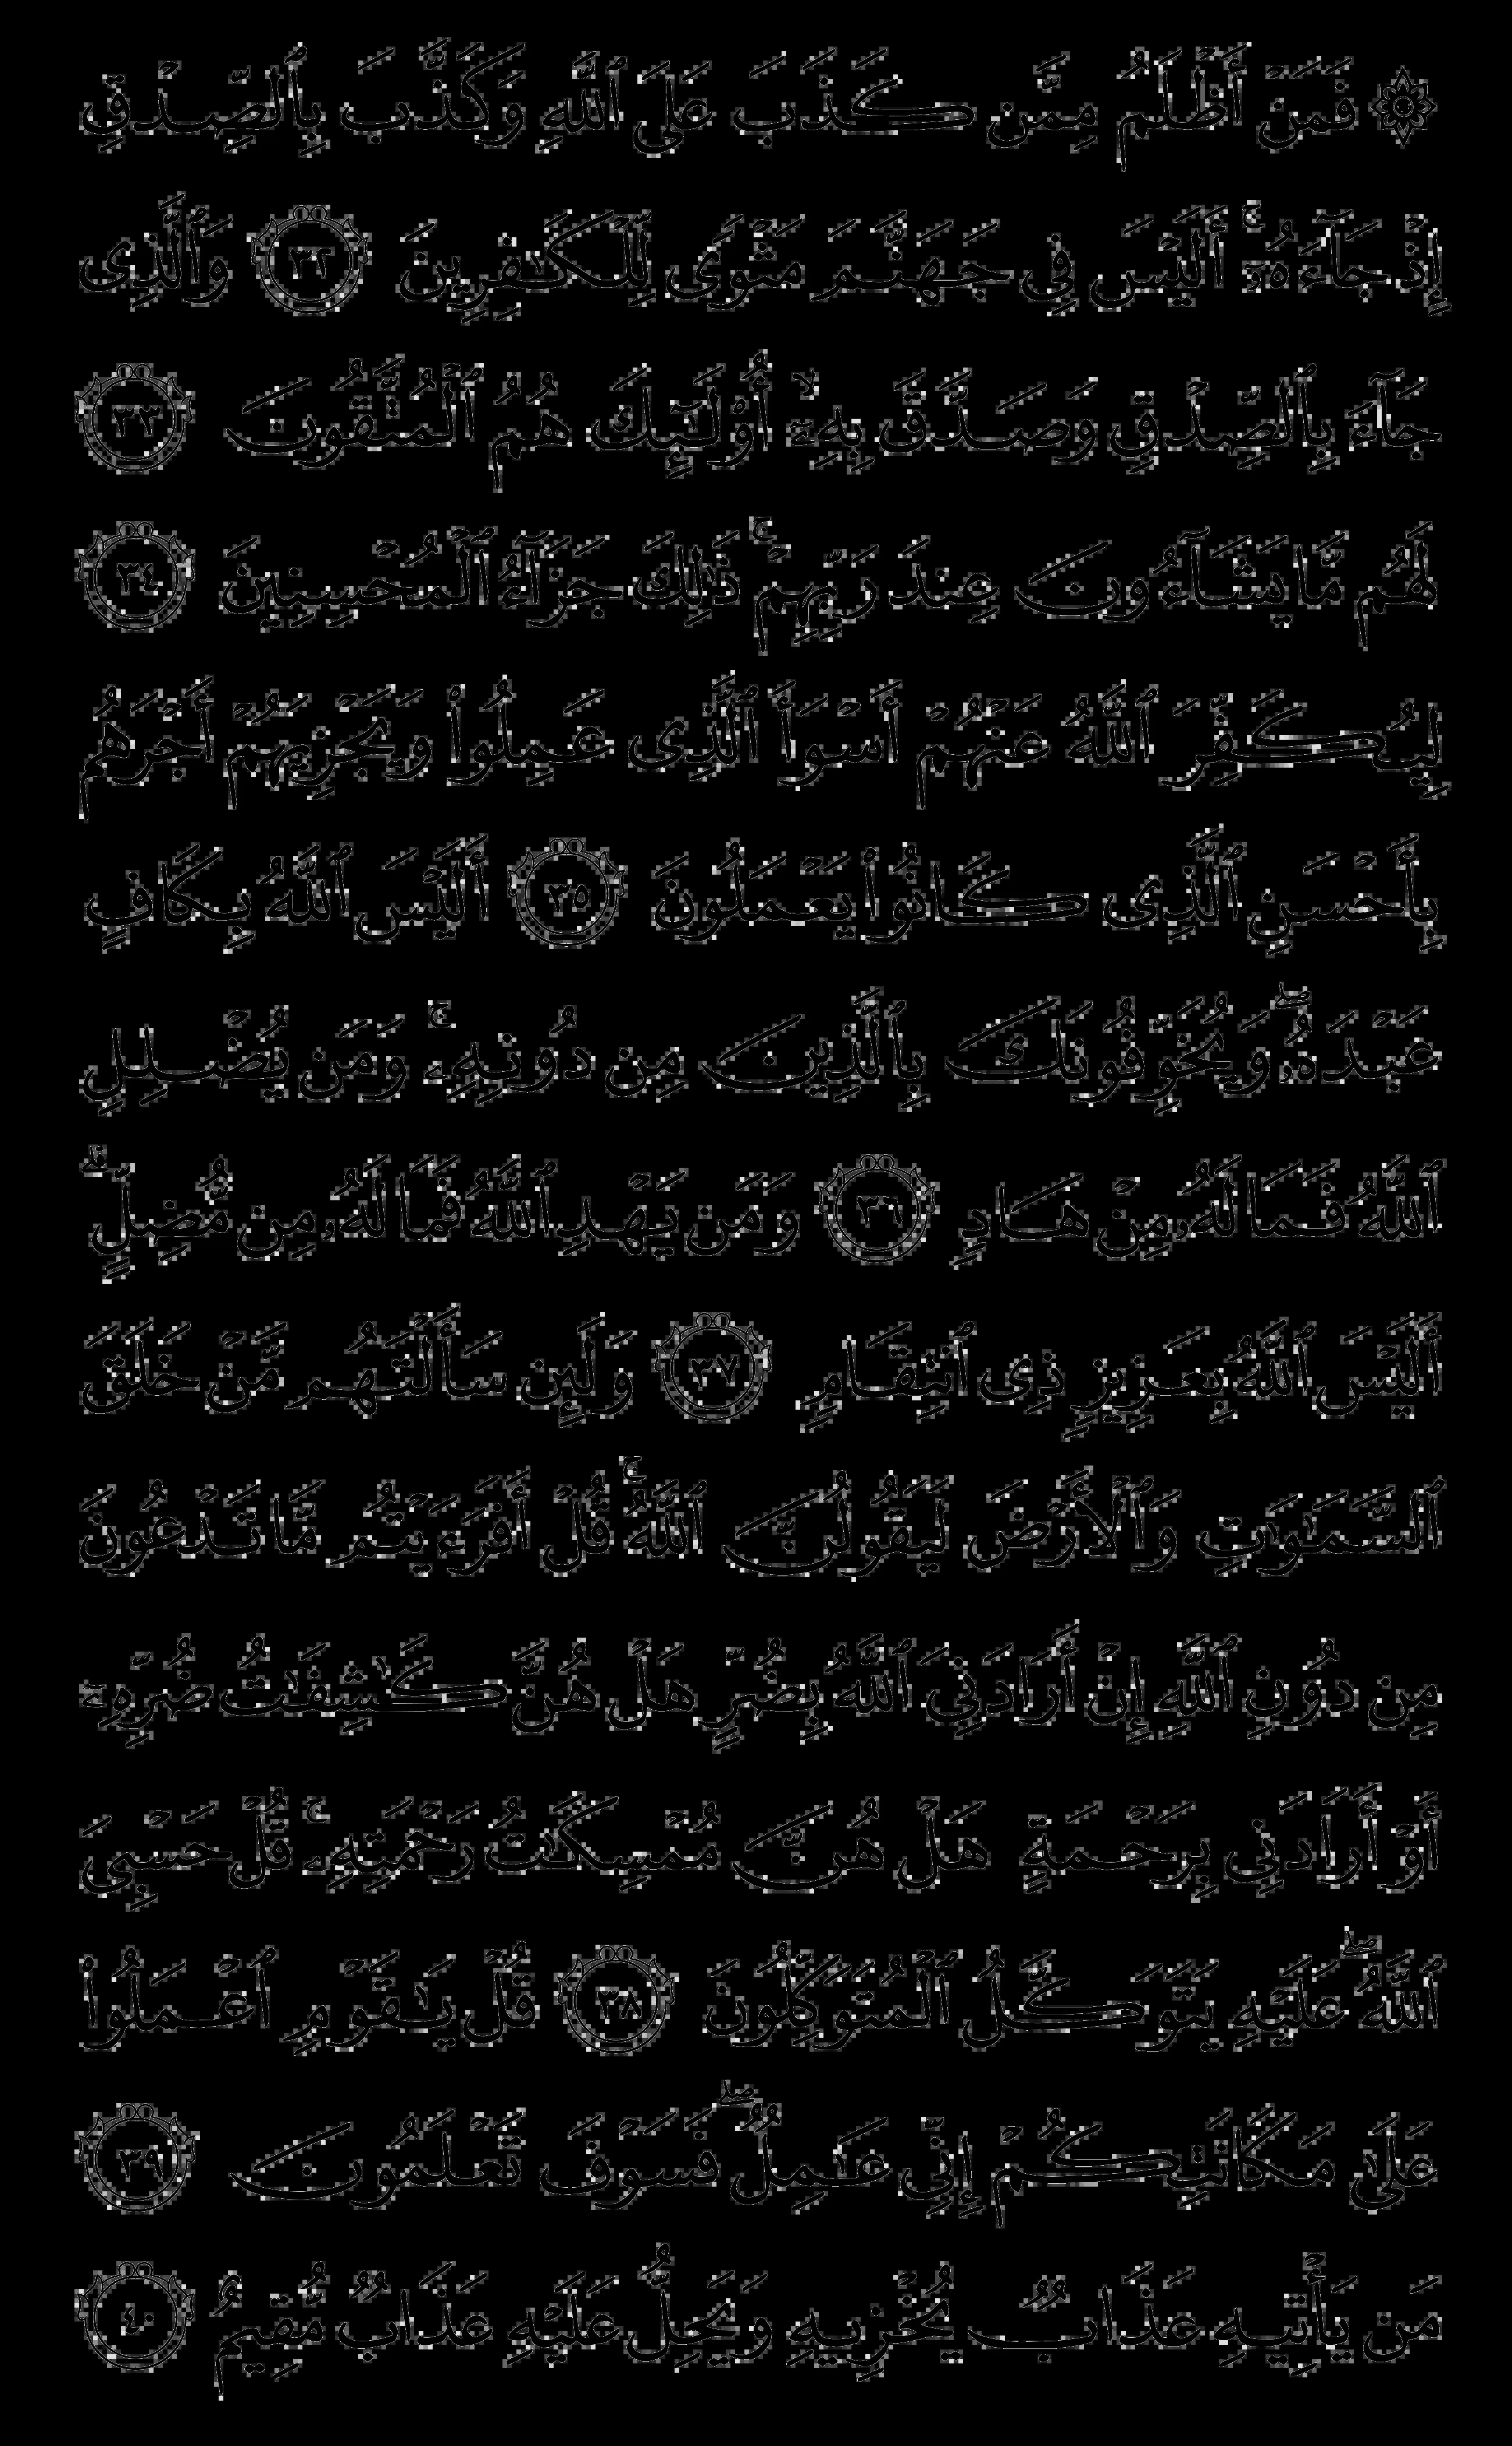 ۞ فَمَنْ أَظْلَمُ مِمَّن كَذَبَ عَلَى ٱللَّهِ وَكَذَّبَ بِٱلصِّدْقِ
إِذْ جَآءَهُۥٓ ۚ أَلَيْسَ فِى جَهَنَّمَ مَثْوًى لِّلْكَـٰفِرِينَ ٣٢ وَٱلَّذِى
جَآءَ بِٱلصِّدْقِ وَصَدَّقَ بِهِۦٓ ۙ أُو۟لَـٰٓئِكَ هُمُ ٱلْمُتَّقُونَ ٣٣
لَهُم مَّا يَشَآءُونَ عِندَ رَبِّهِمْ ۚ ذَٰلِكَ جَزَآءُ ٱلْمُحْسِنِينَ ٣٤
لِيُكَفِّرَ ٱللَّهُ عَنْهُمْ أَسْوَأَ ٱلَّذِى عَمِلُوا۟ وَيَجْزِيَهُمْ أَجْرَهُم
بِأَحْسَنِ ٱلَّذِى كَانُوا۟ يَعْمَلُونَ ٣٥ أَلَيْسَ ٱللَّهُ بِكَافٍ
عَبْدَهُۥ ۖ وَيُخَوِّفُونَكَ بِٱلَّذِينَ مِن دُونِهِۦ ۚ وَمَن يُضْلِلِ
ٱللَّهُ فَمَا لَهُۥ مِنْ هَادٍ ٣٦ وَمَن يَهْدِ ٱللَّهُ فَمَا لَهُۥ مِن مُّضِلٍّ ۗ
أَلَيْسَ ٱللَّهُ بِعَزِيزٍ ذِى ٱنتِقَامٍ ٣٧ وَلَئِن سَأَلْتَهُم مَّنْ خَلَقَ
ٱلسَّمَـٰوَٰتِ وَٱلْأَرْضَ لَيَقُولُنَّ ٱللَّهُ ۚ قُلْ أَفَرَءَيْتُم مَّا تَدْعُونَ
مِن دُونِ ٱللَّهِ إِنْ أَرَادَنِىَ ٱللَّهُ بِضُرٍّ هَلْ هُنَّ كَـٰشِفَـٰتُ ضُرِّهِۦٓ
أَوْ أَرَادَنِى بِرَحْمَةٍ هَلْ هُنَّ مُمْسِكَـٰتُ رَحْمَتِهِۦ ۚ قُلْ حَسْبِىَ
ٱللَّهُ ۖ عَلَيْهِ يَتَوَكَّلُ ٱلْمُتَوَكِّلُونَ ٣٨ قُلْ يَـٰقَوْمِ ٱعْمَلُوا۟
عَلَىٰ مَكَانَتِكُمْ إِنِّى عَـٰمِلٌ ۖ فَسَوْفَ تَعْلَمُونَ ٣٩
مَن يَأْتِيهِ عَذَابٌ يُخْزِيهِ وَيَحِلُّ عَلَيْهِ عَذَابٌ مُّقِيمٌ ٤٠